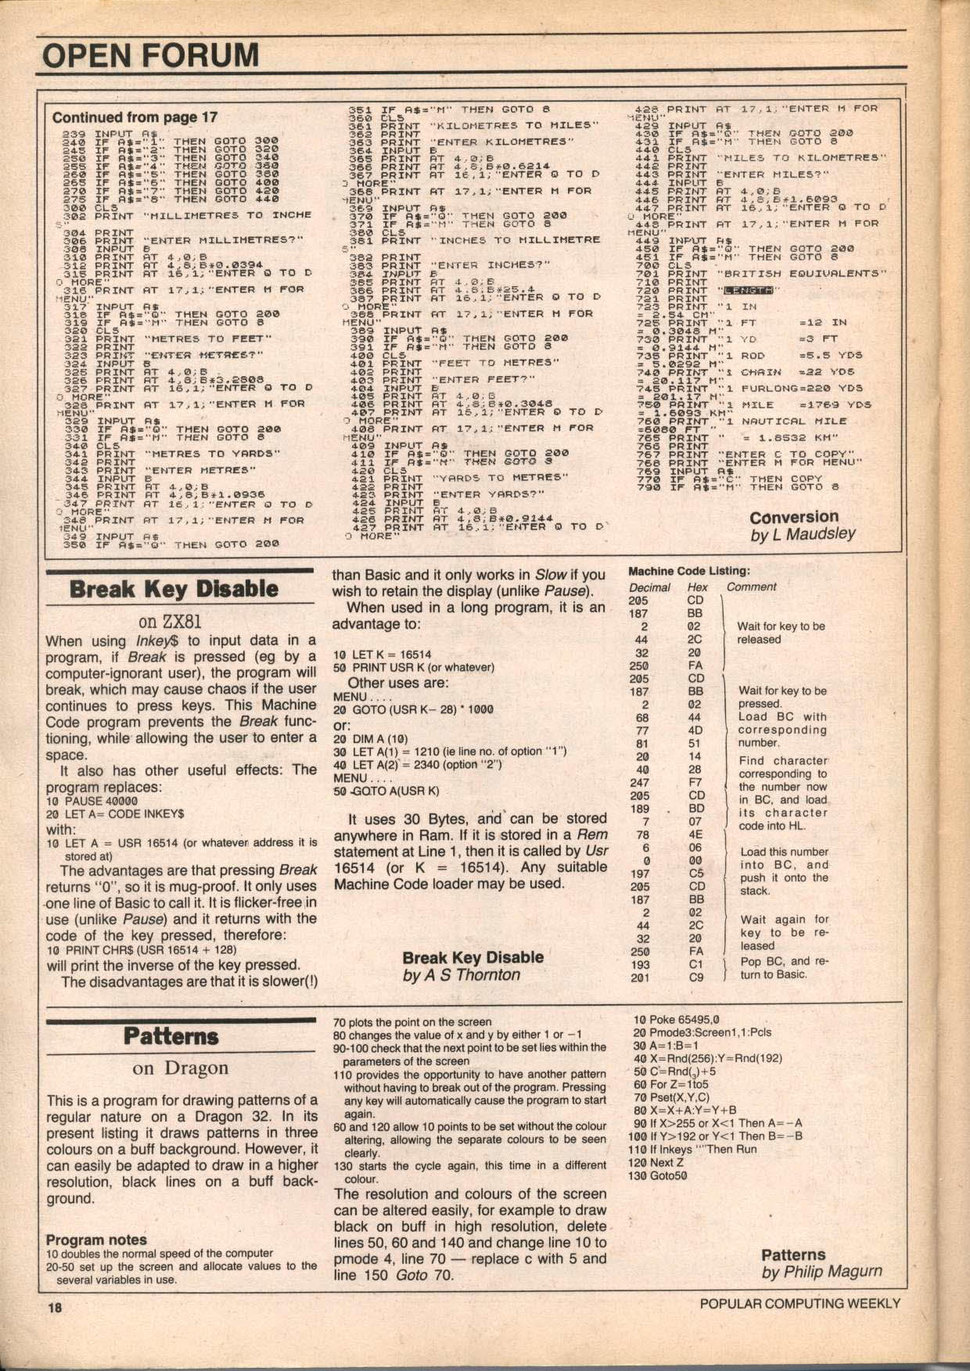 OPEN FORUM
Continued from page 17
239 INPUT A$
240 IF A$="1" THEN GOTO 300
245 IF A$="2" THEN GOTO 320
250 IF A$="3" THEN GOTO 340
255 IF A$="4" THEN GOTO 360
260 IF A$="5" THEN GOTO 380
265 IF A$="6" THEN GOTO 400
270 IF A$="7" THEN GOTO 420
275 IF A$="8" THEN GOTO 440
300 CLS
302 PRINT "MILLIMETRES TO INCHE
S"
304 PRINT
306 PRINT "ENTER MILLIMETRES?"
308 INPUT B
310 PRINT AT 4,0;B
312 PRINT AT 4,8;B*0.0394
315 PRINT AT 16,1;"ENTER Q TO D
O MORE"
316 PRINT AT 17,1;"ENTER M FOR
MENU"
317 INPUT A$
318 IF A$="Q" THEN GOTO 200
319 IF A$="M" THEN GOTO 8
320 CLS
321 PRINT "METRES TO FEET"
322 PRINT
323 PRINT "ENTER METRES?"
324 INPUT B
325 PRINT AT 4,0;B
326 PRINT AT 4,8;B*3.2808
327 PRINT AT 16,1;"ENTER Q TO D
O MORE"
328 PRINT AT 17,1;"ENTER M FOR
MENU"
329 INPUT A$
330 IF A$="Q" THEN GOTO 200
331 IF A$="M" THEN GOTO 8
340 CLS
341 PRINT "METRES TO YARDS"
342 PRINT
343 PRINT "ENTER METRES"
344 INPUT B
345 PRINT AT 4,0;B
346 PRINT AT 4,8;B*1.0936
347 PRINT AT 16,1;"ENTER Q TO D
O MORE"
348 PRINT AT 17,1;"ENTER M FOR
MENU"
349 INPUT A$
350 IF A$="Q" THEN GOTO 200
351 IF A$="M" THEN GOTO 8
360 CLS
361 PRINT "KILOMETRES TO MILES"
362 PRINT
363 PRINT "ENTER KILOMETRES"
364 INPUT B
365 PRINT AT 4,0;B
366 PRINT AT 4,8;B*0.6214
367 PRINT AT 16,1;"ENTER Q TO D
O MORE"
368 PRINT AT 17,1;"ENTER M FOR
MENU"
369 INPUT A$
370 IF A$="Q" THEN GOTO 200
371 IF A$="M" THEN GOTO 8
380 CLS
381 PRINT "INCHES TO MILLIMETRE
S"
382 PRINT
383 PRINT "ENTER INCHES?"
384 INPUT B
385 PRINT AT 4,0;B
386 PRINT AT 4,8;B*25.4
387 PRINT AT 16,1;"ENTER Q TO D
O MORE"
388 PRINT AT 17,1;"ENTER M FOR
MENU"
389 INPUT A$
390 IF A$="Q" THEN GOTO 200
391 IF A$="M" THEN GOTO 8
400 CLS
401 PRINT "FEET TO METRES"
402 PRINT
403 PRINT "ENTER FEET?"
404 INPUT B
405 PRINT AT 4,0;B
406 PRINT AT 4,8;B*0.3048
407 PRINT AT 16,1;"ENTER Q TO D
O MORE"
408 PRINT AT 17,1;"ENTER M FOR
MENU"
409 INPUT A$
410 IF A$="Q" THEN GOTO 200
411 IF A$="M" THEN GOTO 8
420 CLS
421 PRINT "YARDS TO METRES"
422 PRINT
423 PRINT "ENTER YARDS?"
424 INPUT B
425 PRINT AT 4,0;B
426 PRINT AT 4,8;B*0.9144
427 PRINT AT 16,1;"ENTER Q TO D
O MORE"
428 PRINT AT 17,1;"ENTER M FOR
MENU"
429 INPUT A$
430 IF A$="Q" THEN GOTO 200
431 IF A$="M" THEN GOTO 8
440 CLS
441 PRINT "MILES TO KILOMETRES"
442 PRINT
443 PRINT "ENTER MILES?"
444 INPUT B
445 PRINT AT 4,0;B
446 PRINT AT 4,8;B*1.6093
447 PRINT AT 16,1;"ENTER Q TO D
O MORE"
448 PRINT AT 17,1;"ENTER M FOR
MENU"
449 INPUT A$
450 IF A$="Q" THEN GOTO 200
451 IF A$="M" THEN GOTO 8
700 CLS
701 PRINT "BRITISH EQUIVALENTS"
710 PRINT
720 PRINT "LENGTH"
721 PRINT
723 PRINT "1 IN
= 2.54 CM"
725 PRINT "1 FT =12 IN
= 0.3048 M"
730 PRINT "1 YD =3 FT
= 0.9144 M"
735 PRINT "1 ROD =5.5 YDS
= 5.0292 M"
740 PRINT "1 CHAIN =22 YDS
= 20.117 M"
745 PRINT "1 FURLONG=220 YDS
= 201.17 M"
750 PRINT "1 MILE =1769 YDS
= 1.6093 KM"
760 PRINT "1 NAUTICAL MILE
=6080 FT "
765 PRINT " = 1.8532 KM"
766 PRINT
767 PRINT "ENTER C TO COPY"
768 PRINT "ENTER M FOR MENU"
769 INPUT A$
770 IF A$="C" THEN COPY
790 IF A$="M" THEN GOTO 8
Conversion
by L Maudsley
Break Key Disable
on ZX81
When using Inkey$ to input data in a
program, if Break is pressed (eg by a
computer-ignorant user), the program will
break, which may cause chaos if the user
continues to press keys. This Machine
Code program prevents the Break func-
tioning, while allowing the user to enter a
space.
It also has other useful effects: The
program replaces:
10 PAUSE 40000
20 LET A= CODE INKEY$
with:
10 LET A = USR 16514 (or whatever address it is
stored at)
The advantages are that pressing Break
returns "0", so it is mug-proof. It only uses
one line of Basic to call it. It is flicker-free in
use (unlike Pause) and it returns with the
code of the key pressed, therefore:
10 PRINT CHR$ (USR 16514 + 128)
will print the inverse of the key pressed.
The disadvantages are that it is slower(!)
than Basic and it only works in Slow if you
wish to retain the display (unlike Pause).
When used in a long program, it is an
advantage to:
10 LET K = 16514
50 PRINT USR K (or whatever)
Other uses are:
MENU . . . .
20 GOTO (USR K– 28) * 1000
or:
20 DIM A (10)
30 LET A(1) = 1210 (ie line no. of option "1")
40 LET A(2) = 2340 (option "2")
MENU . . . .
50 GOTO A(USR K)
It uses 30 Bytes, and can be stored
anywhere in Ram. If it is stored in a Rem
statement at Line 1, then it is called by Usr
16514 (or K = 16514). Any suitable
Machine Code loader may be used.
Break Key Disable
by A S Thornton
Machine Code Listing:
Decimal Hex Comment
205 CD
187 BB
2 02 Wait for key to be
44 2C released
32 20
250 FA
205 CD
187 BB Wait for key to be
2 02 pressed.
68 44 Load BC with
77 4D corresponding
81 51 number.
20 14 Find character
40 28 corresponding to
247 F7 the number now
205 CD in BC, and load
189 BD its character
7 07 code into HL.
78 4E
6 06 Load this number
0 00 into BC, and
197 C5 push it onto the
205 CD stack.
187 BB
2 02 Wait again for
44 2C key to be re-
32 20 leased
250 FA
193 C1 Pop BC, and re-
201 C9 turn to Basic.
Patterns
on Dragon
This is a program for drawing patterns of a
regular nature on a Dragon 32. In its
present listing it draws patterns in three
colours on a buff background. However, it
can easily be adapted to draw in a higher
resolution, black lines on a buff back-
ground.
Program notes
10 doubles the normal speed of the computer
20-50 set up the screen and allocate values to the
several variables in use.
70 plots the point on the screen
80 changes the value of x and y by either 1 or −1
90-100 check that the next point to be set lies within the
parameters of the screen
110 provides the opportunity to have another pattern
without having to break out of the program. Pressing
any key will automatically cause the program to start
again.
60 and 120 allow 10 points to be set without the colour
altering, allowing the separate colours to be seen
clearly.
130 starts the cycle again, this time in a different
colour.
The resolution and colours of the screen
can be altered easily, for example to draw
black on buff in high resolution, delete
lines 50, 60 and 140 and change line 10 to
pmode 4, line 70 — replace c with 5 and
line 150 Goto 70.
10 Poke 65495,0
20 Pmode3:Screen1,1:Pcls
30 A=1:B=1
40 X=Rnd(256):Y=Rnd(192)
50 C=Rnd(3)+5
60 For Z=1to5
70 Pset(X,Y,C)
80 X=X+A:Y=Y+B
90 If X>255 or X<1 Then A=−A
100 If Y>192 or Y<1 Then B=−B
110 If Inkeys ""Then Run
120 Next Z
130 Goto50
Patterns
by Philip Magurn
18
POPULAR COMPUTING WEEKLY